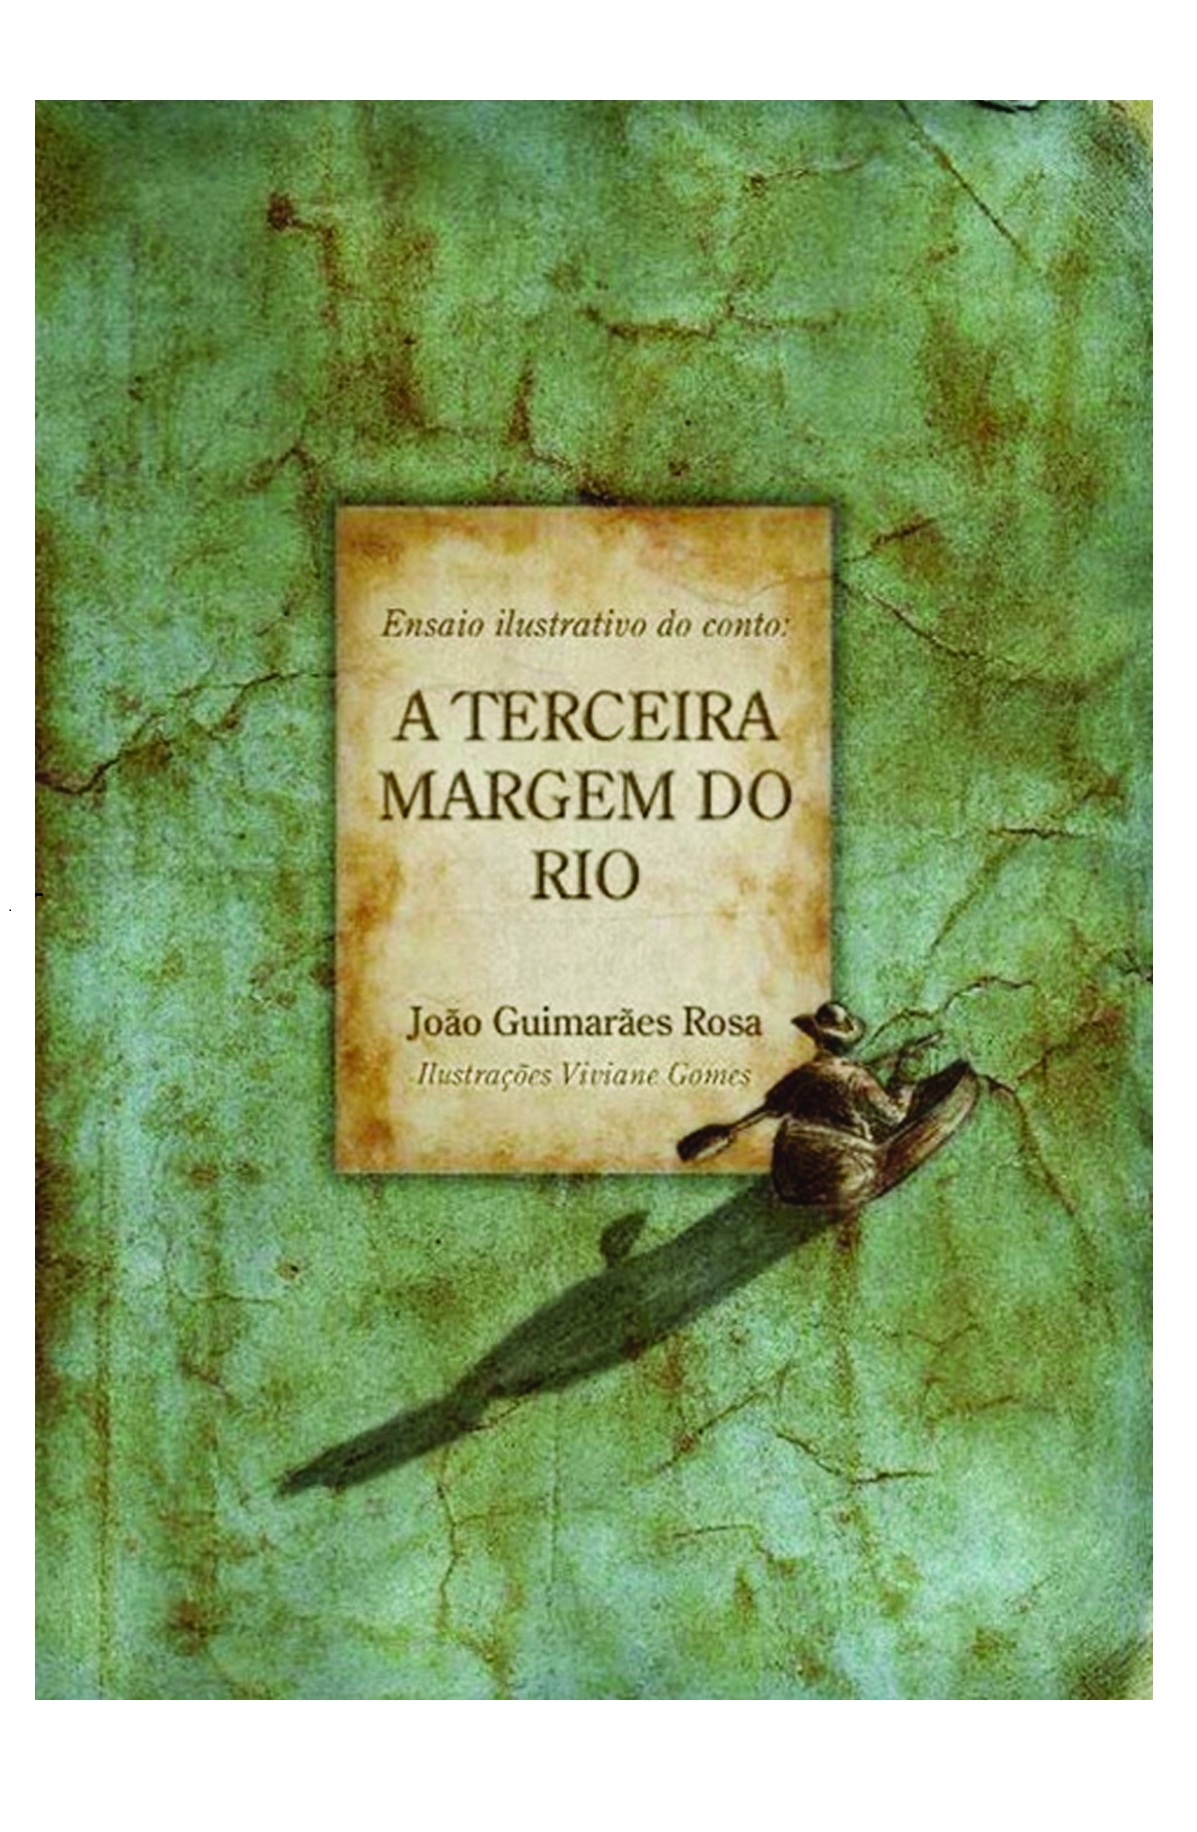 Ensaio ilustrativo do conto:
A TERCEIRA
MARGEM DO
RIO
João Guimarães Rosa
Ilustrações Viviane Gomes